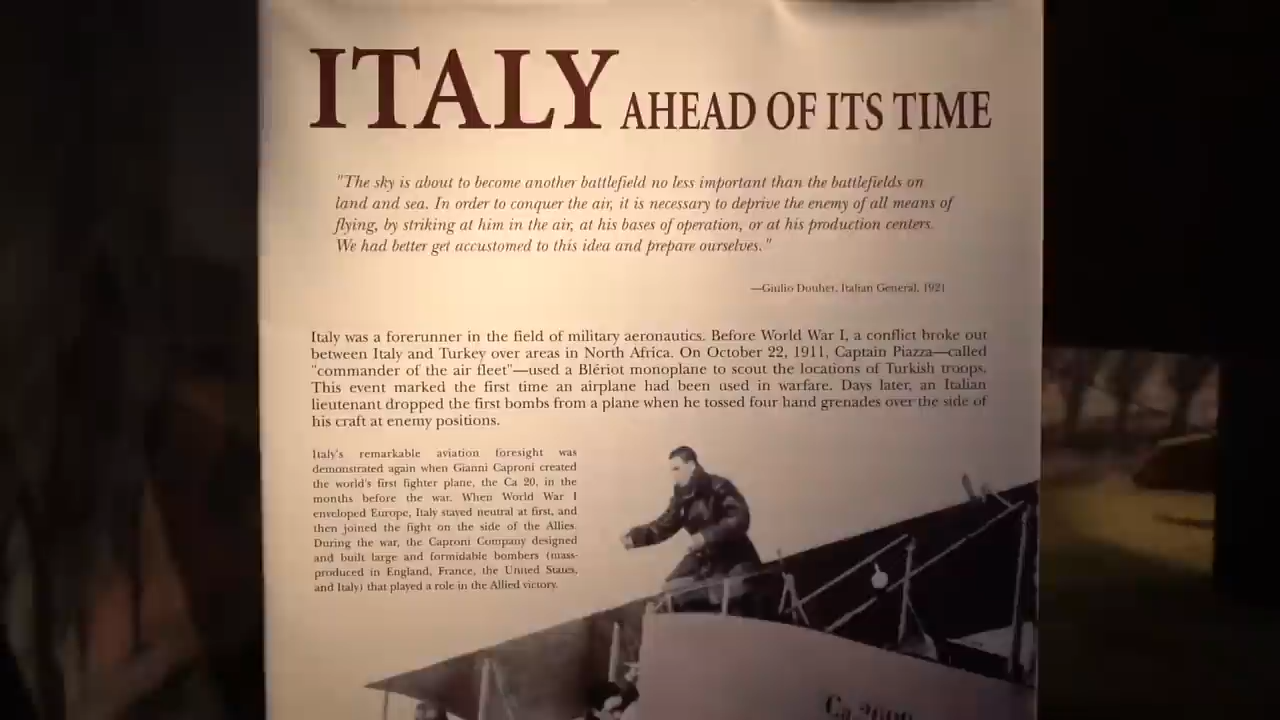 ITALY AHEAD OF ITS TIME
"The sky is about to become another battlefield no less important than the battlefields on
land and sea. In order to conquer the air, it is necessary to deprive the enemy of all means of
flying, by striking at him in the air, at his bases of operation, or at his production centers.
We had better get accustomed to this idea and prepare ourselves."
—Giulio Douhet, Italian General, 1921
Italy was a forerunner in the field of military aeronautics. Before World War I, a conflict broke out
between Italy and Turkey over areas in North Africa. On October 22, 1911, Captain Piazza—called
"commander of the air fleet"—used a Blériot monoplane to scout the locations of Turkish troops.
This event marked the first time an airplane had been used in warfare. Days later, an Italian
lieutenant dropped the first bombs from a plane when he tossed four hand grenades over the side of
his craft at enemy positions.
Italy's remarkable aviation foresight was
demonstrated again when Gianni Caproni created
the world's first fighter plane, the Ca 20, in the
months before the war. When World War I
enveloped Europe, Italy stayed neutral at first, and
then joined the fight on the side of the Allies.
During the war, the Caproni Company designed
and built large and formidable bombers (mass-
produced in England, France, the United States,
and Italy) that played a role in the Allied victory.
Ca